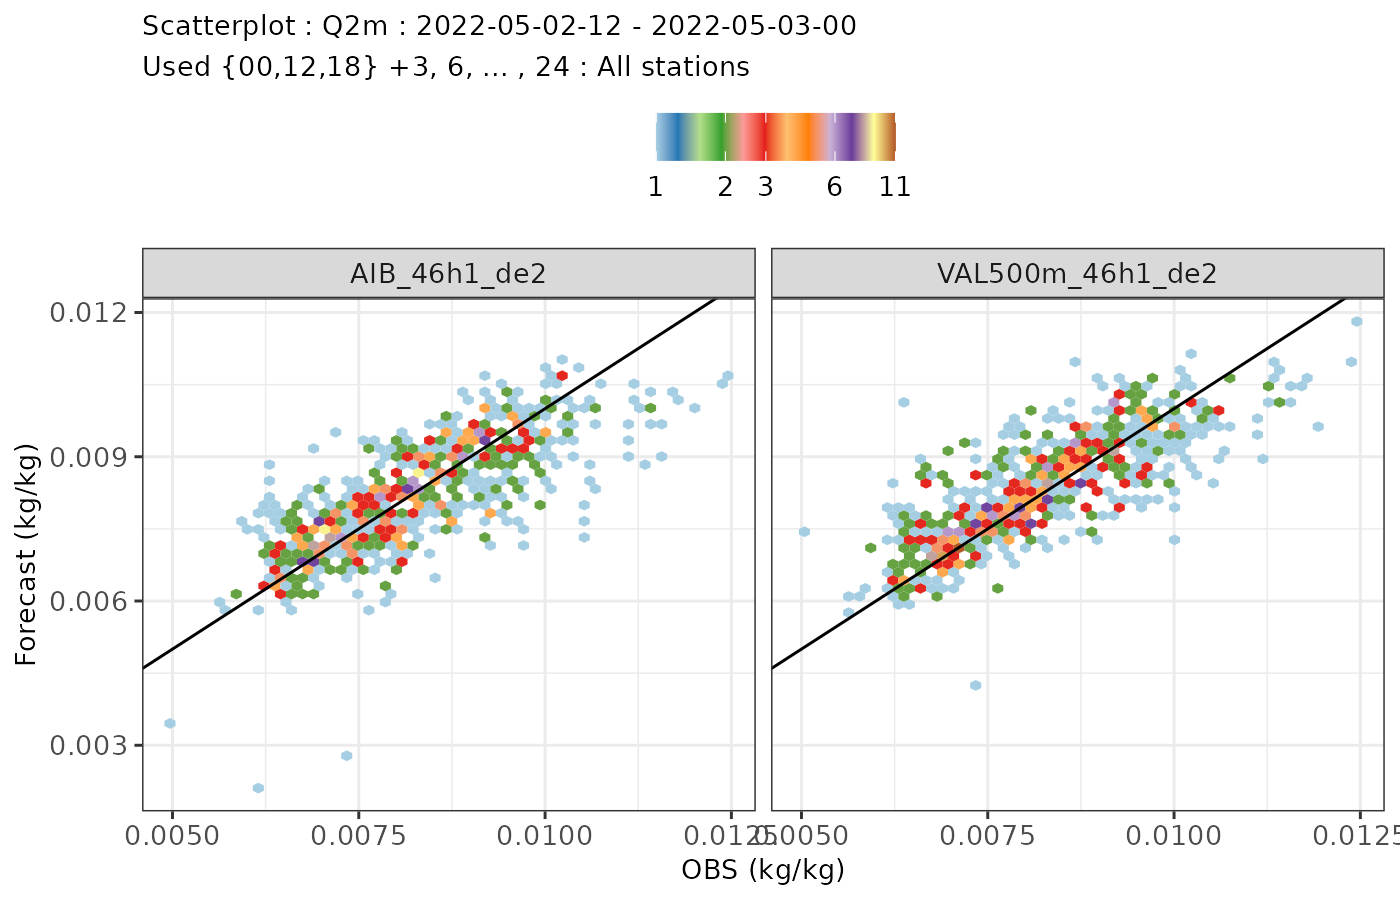 Scatterplot : Q2m : 2022-05-02-12 - 2022-05-03-00
Used {00,12,18} +3, 6, ... , 24 : All stations
1 2 3 6 11
AIB_46h1_de2 VAL500m_46h1_de2
0.012
0.009
0.006
0.003
Forecast (kg/kg)
0.0050 0.0075 0.0100 0.0125 0.0050 0.0075 0.0100 0.0125
OBS (kg/kg)